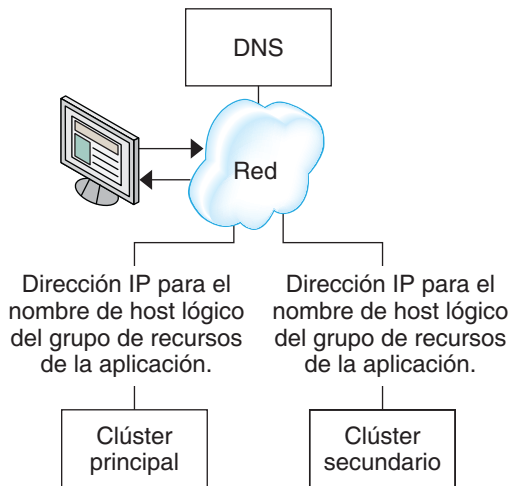 DNS
Red
Dirección IP para el
nombre de host lógico
del grupo de recursos
de la aplicación.
Dirección IP para el
nombre de host lógico
del grupo de recursos
de la aplicación.
Clúster
principal
Clúster
secundario